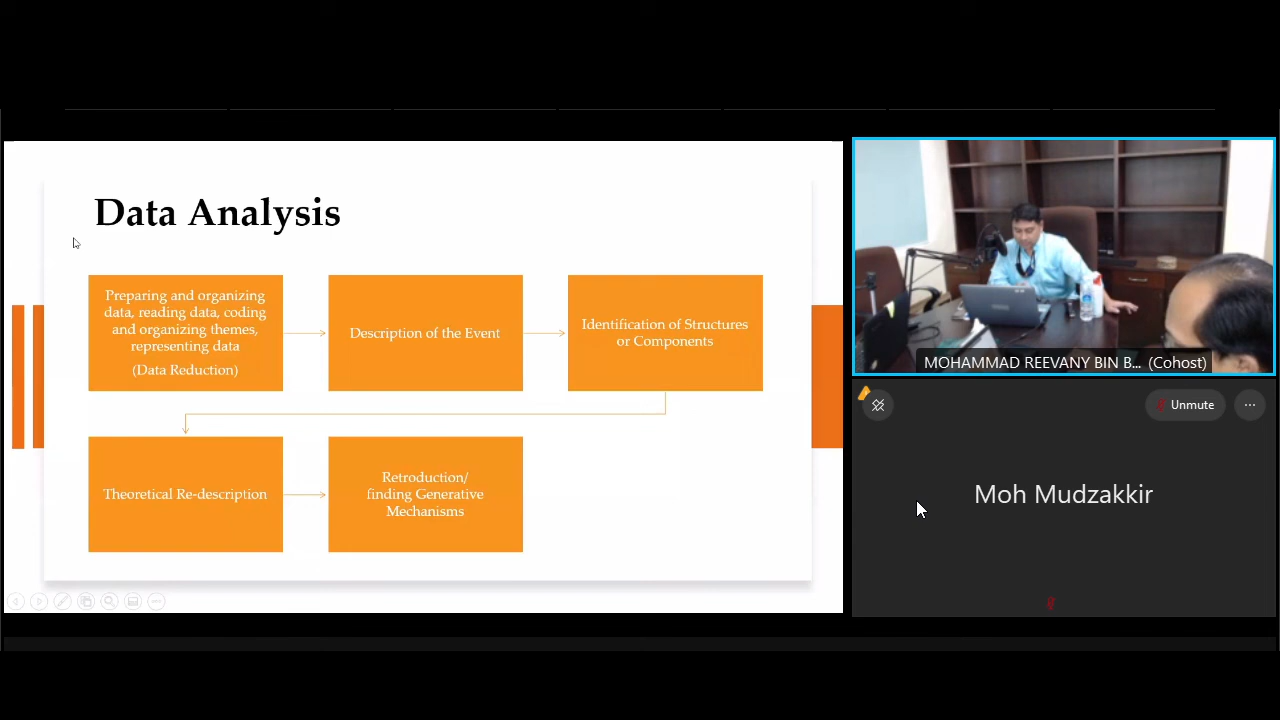 Data Analysis
Preparing and organizing
data, reading data, coding
and organizing themes,
representing data
(Data Reduction)
Description of the Event
Identification of Structures
or Components
Theoretical Re-description
Retroduction/
finding Generative
Mechanisms
MOHAMMAD REEVANY BIN B... (Cohost)
Unmute
Moh Mudzakkir